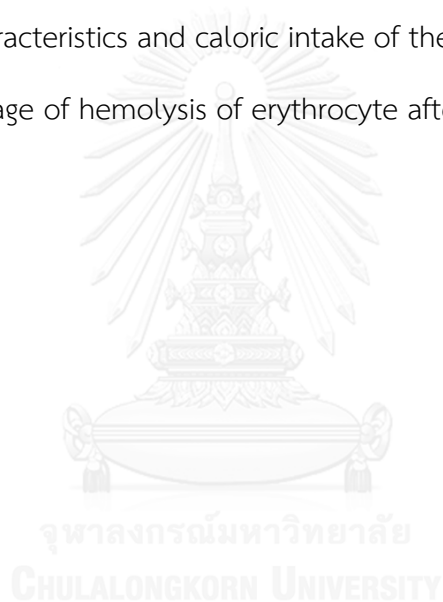 racteristics and caloric intake of the
age of hemolysis of erythrocyte afte
จุฬาลงกรณ์มหาวิทยาลัย
CHULALONGKORN UNIVERSITY